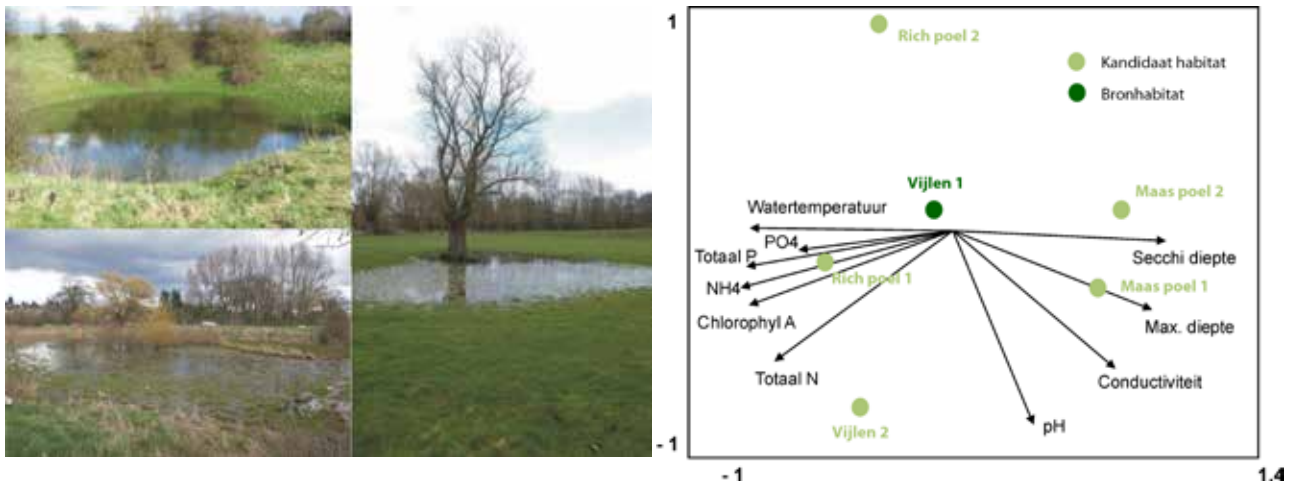 1
Rich poel 2
Kandidaat habitat
Bronhabitat
Vijlen 1
Maas poel 2
Watertemperatuur
PO4
Totaal P
Secchi diepte
Rich poel 1
NH4
Maas poel 1
Chlorophyl A
Max. diepte
Totaal N
Conductiviteit
pH
Vijlen 2
- 1
- 1
1.4